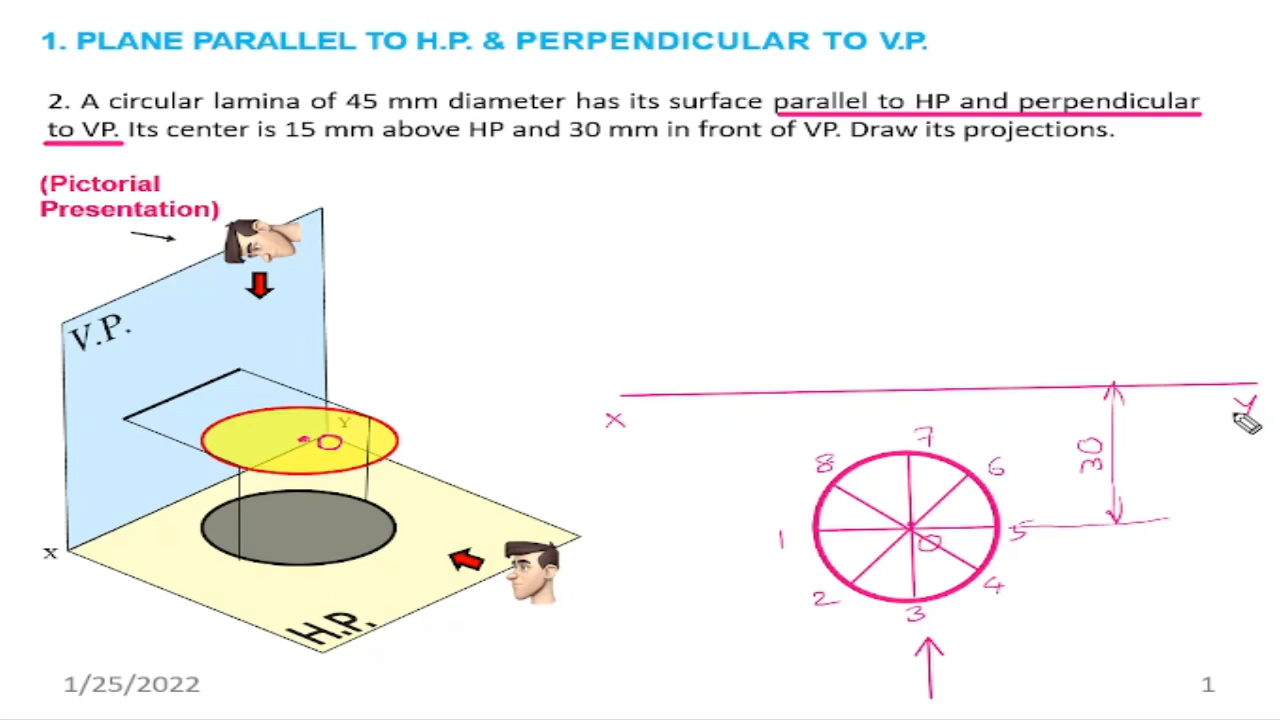 1. PLANE PARALLEL TO H.P. & PERPENDICULAR TO V.P.
2. A circular lamina of 45 mm diameter has its surface parallel to HP and perpendicular
to VP. Its center is 15 mm above HP and 30 mm in front of VP. Draw its projections.
(Pictorial
Presentation)
V.P.
Y
O
X
H.P.
X
Y
30
7
8
6
1
5
O
2
4
3
1/25/2022
1